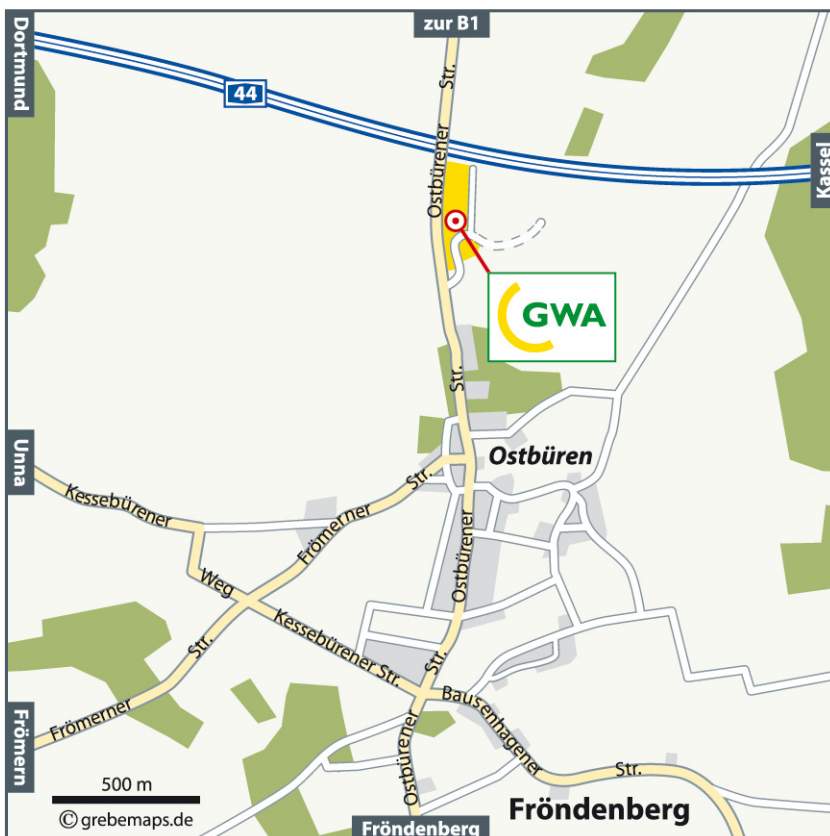 Dortmund
zur B1
44
Ostbürener
Str.
Kassel
GWA
Str.
Ostbüren
Unna
Kessebürener
Weg
Frömerner
Str.
Ostbürener
Str.
Kessebürener Str.
Frömerner
Str.
Frömern
Bausenhagener
Str.
Ostbürener
500 m
© grebemaps.de
Fröndenberg
Fröndenberg